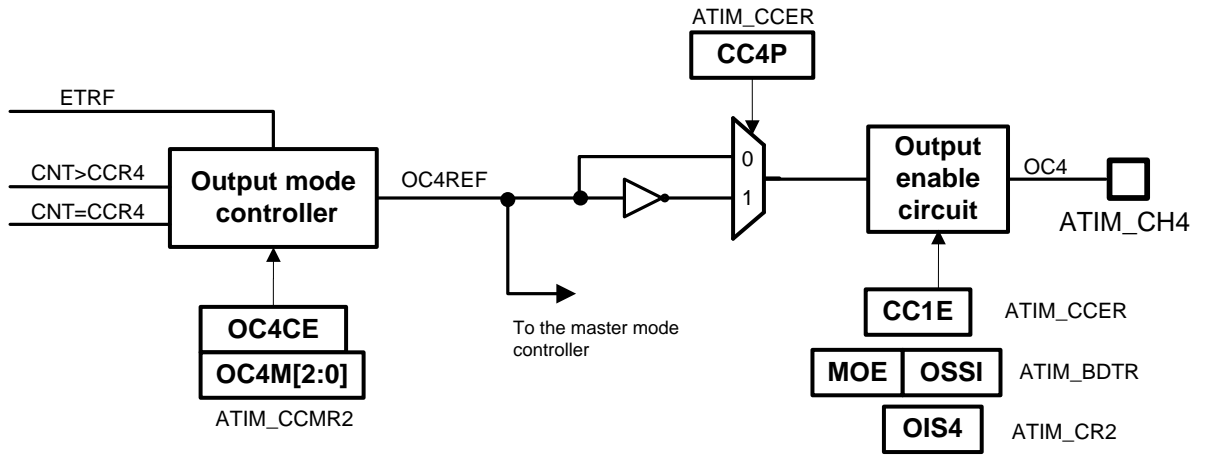 ATIM_CCER
CC4P
ETRF
CNT>CCR4
CNT=CCR4
Output mode
controller
OC4REF
0
1
Output
enable
circuit
OC4
ATIM_CH4
OC4CE
OC4M[2:0]
ATIM_CCMR2
To the master mode
controller
CC1E
ATIM_CCER
MOE
OSSI
ATIM_BDTR
OIS4
ATIM_CR2